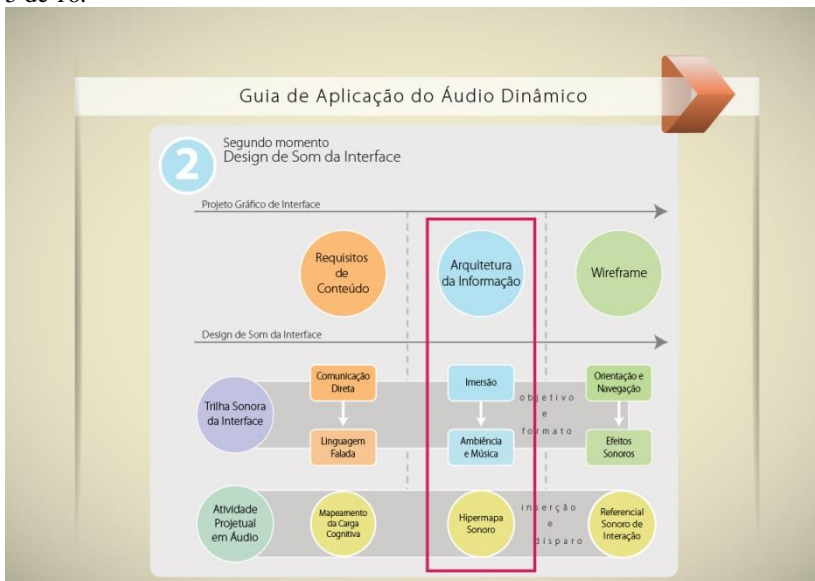 Guia de Aplicação do Áudio Dinâmico
2
Segundo momento
Design de Som da Interface
Projeto Gráfico de Interface
Requisitos
de
Conteúdo
Arquitetura
da Informação
Wireframe
Design de Som da Interface
Trilha Sonora
da Interface
Comunicação
Direta
Imersão
Orientação e
Navegação
objetivo
e
formato
Linguagem
Falada
Ambiência
e Música
Efeitos
Sonoros
Atividade
Projetual
em Áudio
Mapeamento
da Carga
Cognitiva
Hipermapa
Sonoro
inserção
e
disparo
Referencial
Sonoro de
Interação